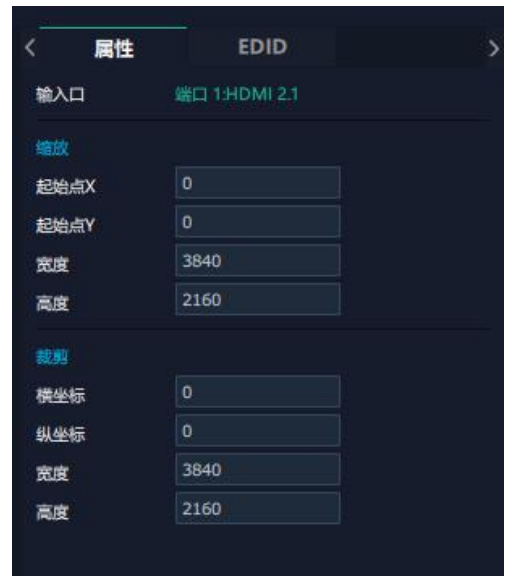 < 属性 EDID >
输入口 端口 1:HDMI 2.1
缩放
起始点X 0
起始点Y 0
宽度 3840
高度 2160
裁剪
横坐标 0
纵坐标 0
宽度 3840
高度 2160